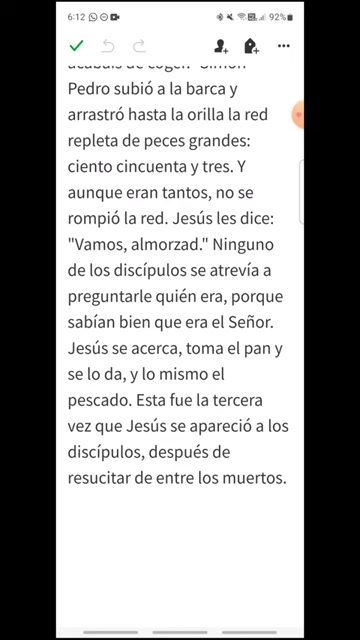 6:12
92%
acabáis de coger." Simón
Pedro subió a la barca y
arrastró hasta la orilla la red
repleta de peces grandes:
ciento cincuenta y tres. Y
aunque eran tantos, no se
rompió la red. Jesús les dice:
"Vamos, almorzad." Ninguno
de los discípulos se atrevía a
preguntarle quién era, porque
sabían bien que era el Señor.
Jesús se acerca, toma el pan y
se lo da, y lo mismo el
pescado. Esta fue la tercera
vez que Jesús se apareció a los
discípulos, después de
resucitar de entre los muertos.